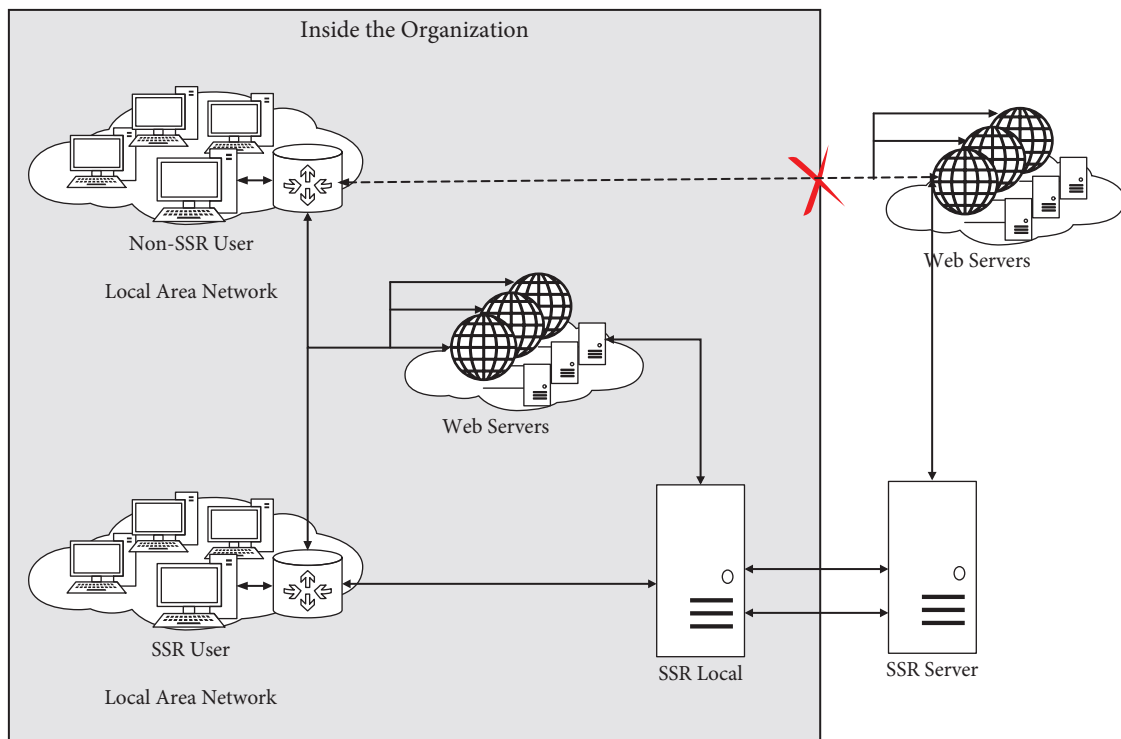 Inside the Organization
Non-SSR User
Local Area Network
Web Servers
Web Servers
SSR User
Local Area Network
SSR Local
SSR Server